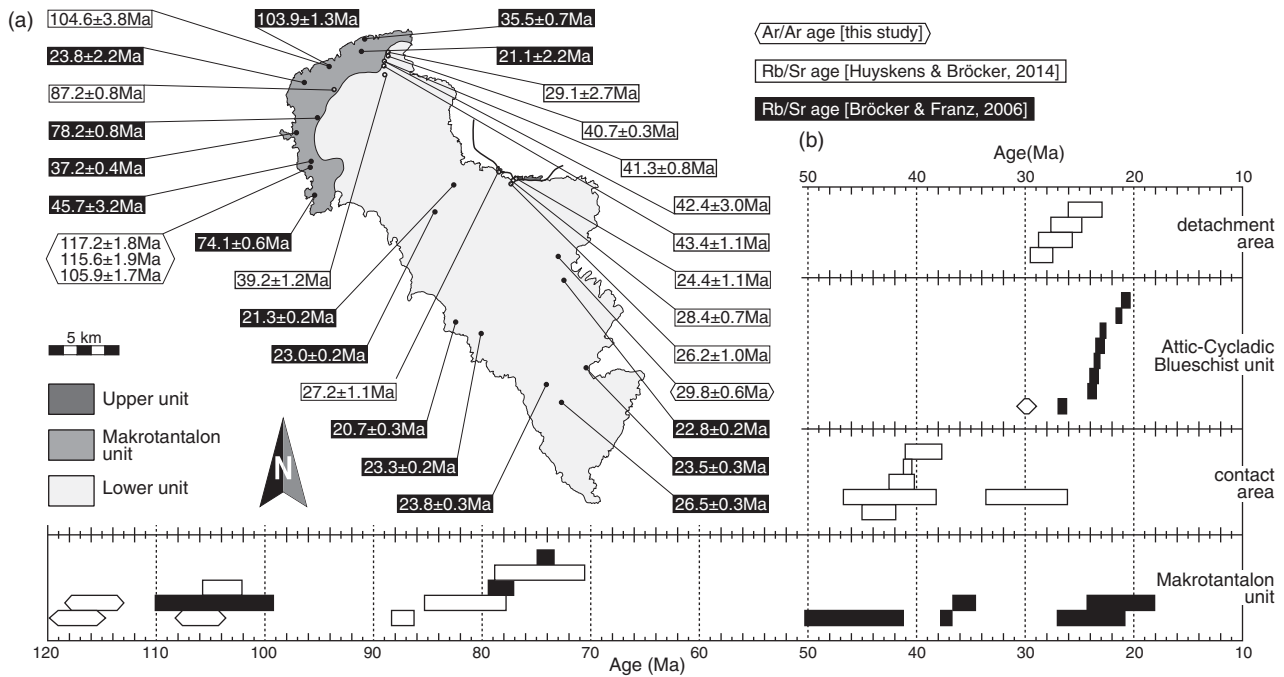 (a)
104.6±3.8Ma
103.9±1.3Ma
35.5±0.7Ma
23.8±2.2Ma
21.1±2.2Ma
87.2±0.8Ma
29.1±2.7Ma
78.2±0.8Ma
40.7±0.3Ma
37.2±0.4Ma
41.3±0.8Ma
45.7±3.2Ma
42.4±3.0Ma
74.1±0.6Ma
43.4±1.1Ma
117.2±1.8Ma
115.6±1.9Ma
105.9±1.7Ma
39.2±1.2Ma
24.4±1.1Ma
21.3±0.2Ma
28.4±0.7Ma
23.0±0.2Ma
26.2±1.0Ma
27.2±1.1Ma
29.8±0.6Ma
20.7±0.3Ma
22.8±0.2Ma
23.3±0.2Ma
23.5±0.3Ma
23.8±0.3Ma
26.5±0.3Ma
5 km
Upper unit
Makrotantalon
unit
Lower unit
N
Ar/Ar age [this study]
Rb/Sr age [Huyskens & Bröcker, 2014]
Rb/Sr age [Bröcker & Franz, 2006]
(b)
Age(Ma)
50 40 30 20 10
detachment
area
Attic-Cycladic
Blueschist unit
contact
area
Makrotantalon
unit
120 110 100 90 80 70 60 50 40 30 20 10
Age (Ma)